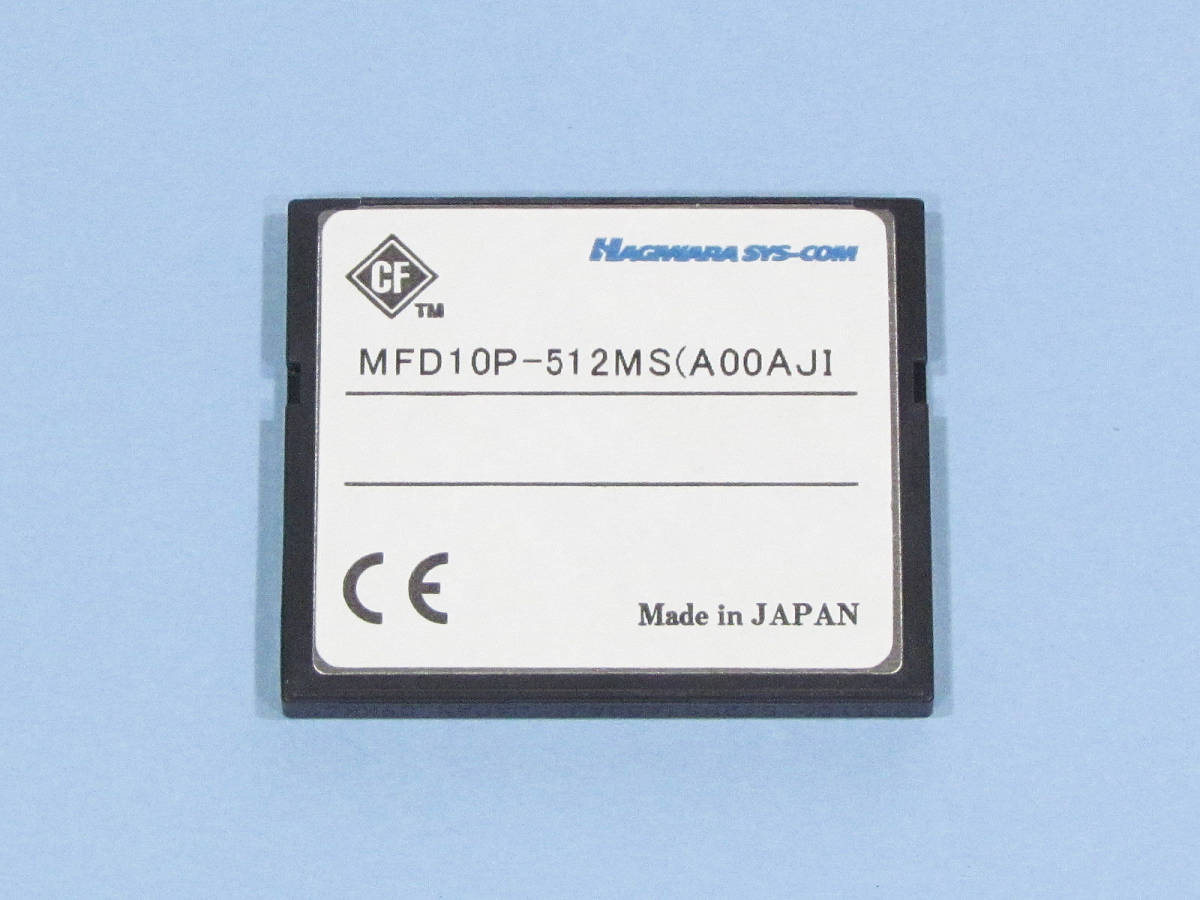 CF
TM
HAGIWARA SYS-COM
MFD10P-512MS(A00AJI
CE
Made in JAPAN